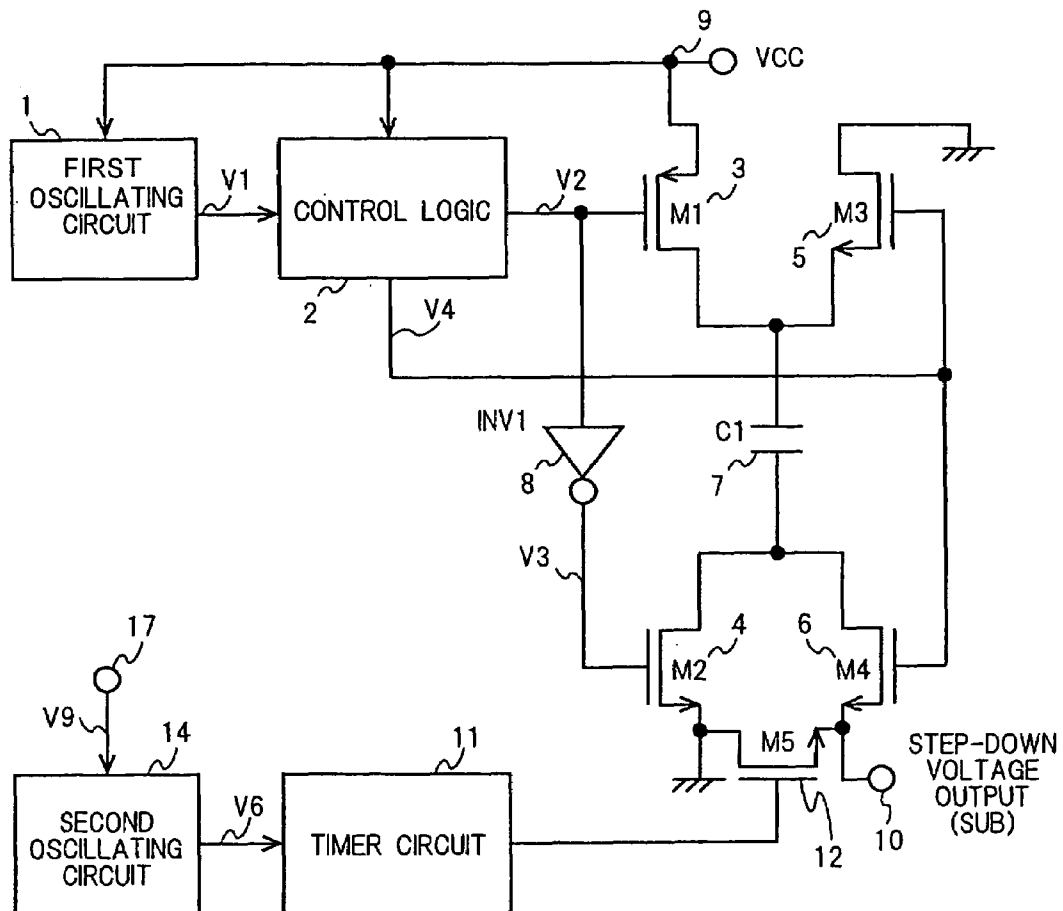 9
VCC
1
FIRST
OSCILLATING
CIRCUIT
V1
CONTROL LOGIC
2
V2
V4
M1
3
M3
5
INV1
8
C1
7
V3
M2
4
6
M4
17
V9
14
SECOND
OSCILLATING
CIRCUIT
V6
11
TIMER CIRCUIT
M5
12
10
STEP-DOWN
VOLTAGE
OUTPUT
(SUB)